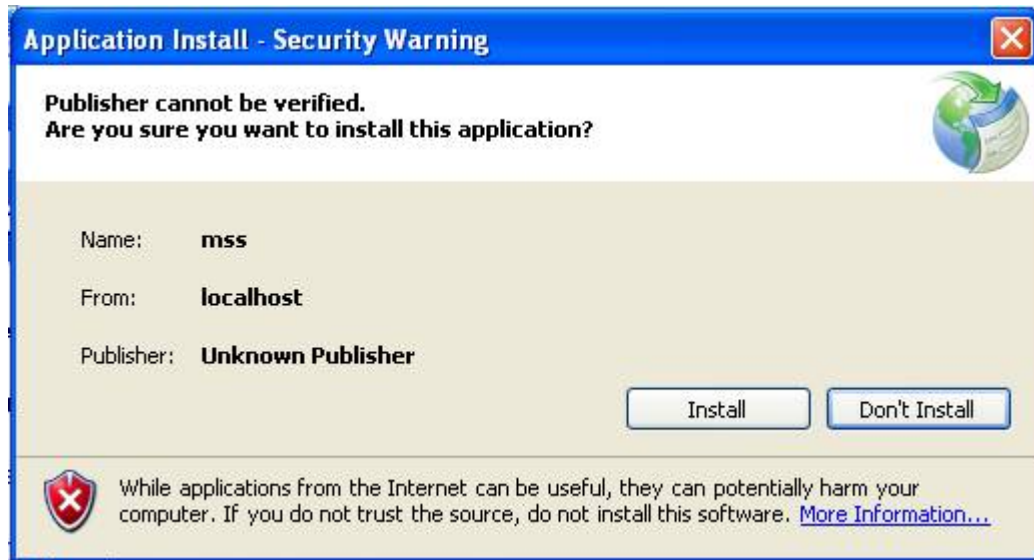 Application Install - Security Warning
Publisher cannot be verified.
Are you sure you want to install this application?
Name: mss
From: localhost
Publisher: Unknown Publisher
Install Don't Install
While applications from the Internet can be useful, they can potentially harm your
computer. If you do not trust the source, do not install this software. More Information...